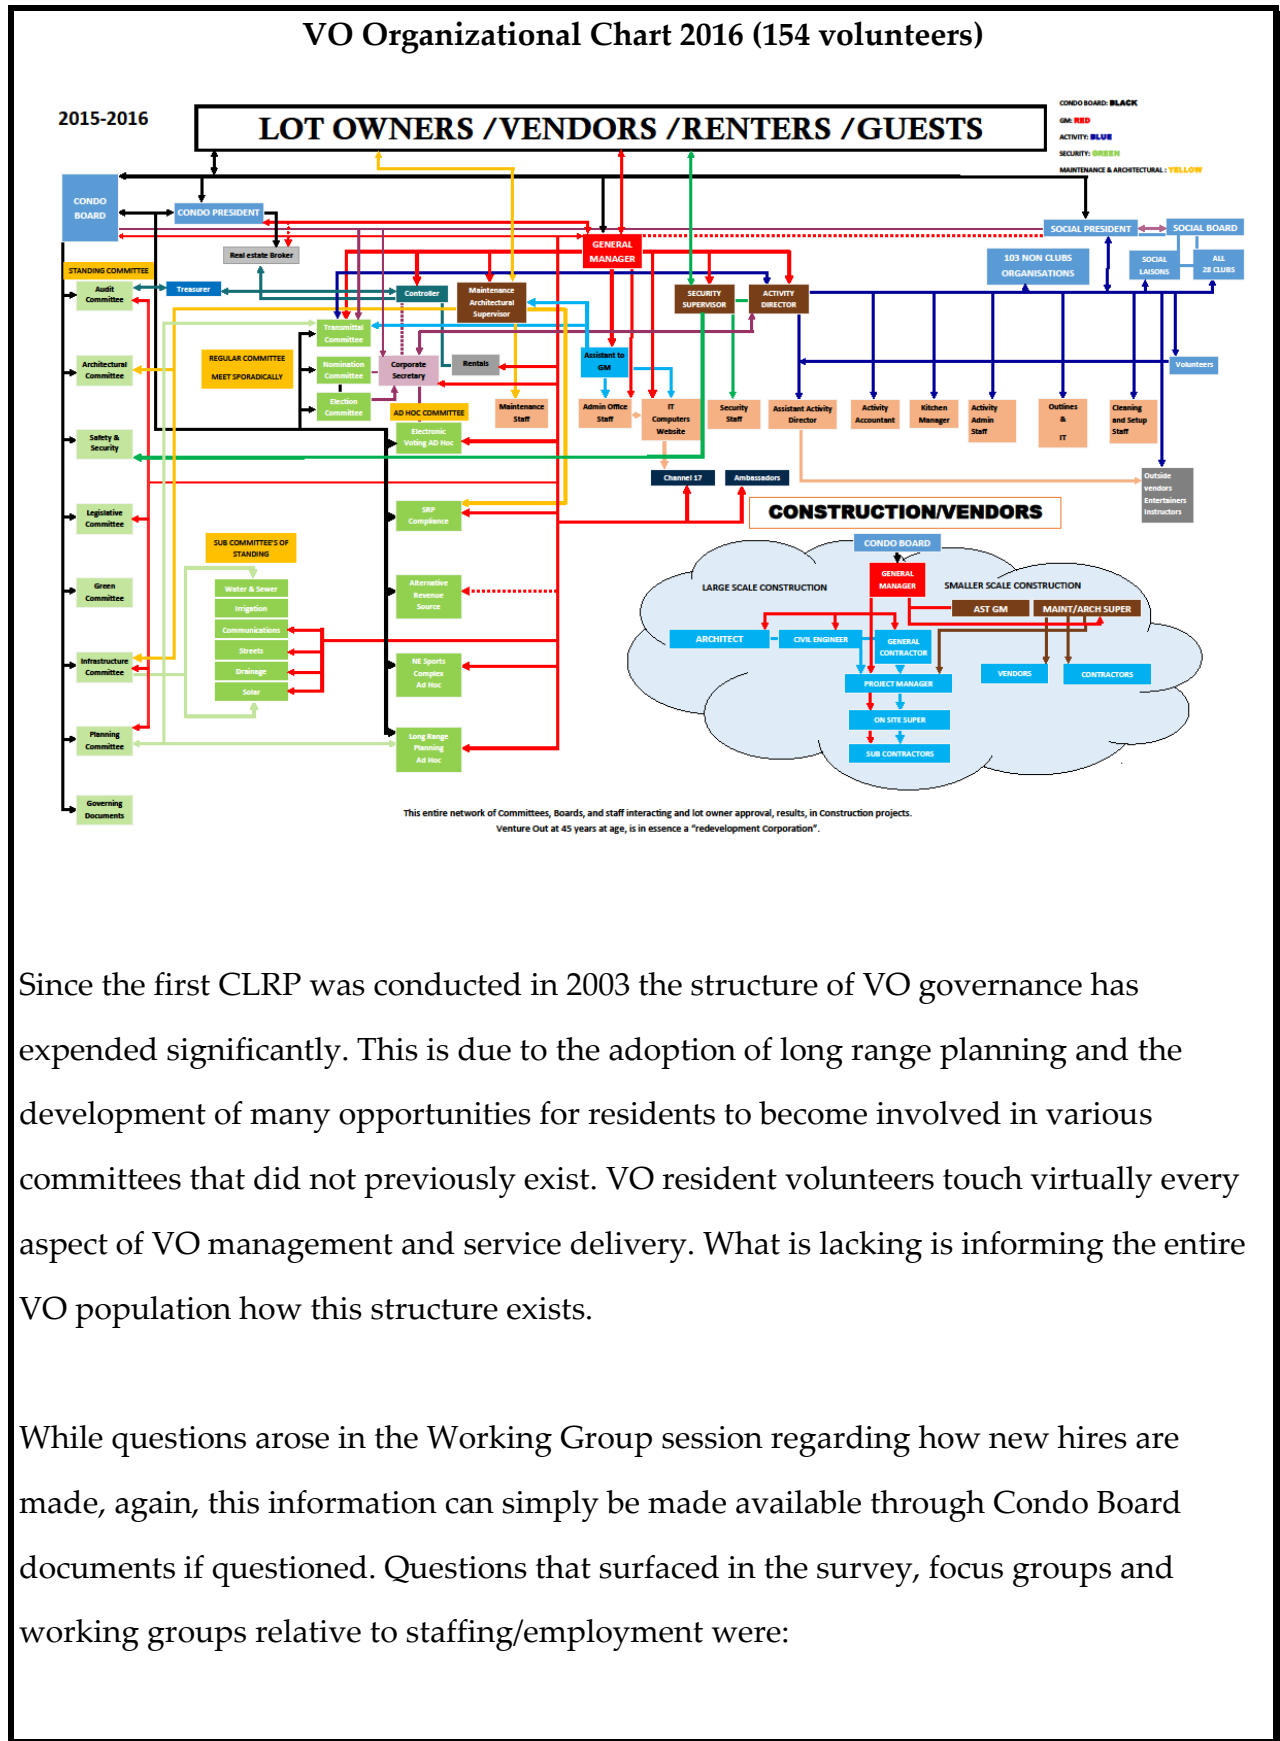 VO Organizational Chart 2016 (154 volunteers)
2015-2016
LOT OWNERS /VENDORS /RENTERS /GUESTS
CONDO BOARD: BLACK
GM: RED
ACTIVITY: BLUE
SECURITY: GREEN
MAINTENANCE & ARCHITECTURAL : YELLOW
CONDO
BOARD
CONDO PRESIDENT
Real estate Broker
GENERAL
MANAGER
SOCIAL PRESIDENT
SOCIAL BOARD
103 NON CLUBS
ORGANISATIONS
SOCIAL
LAISONS
ALL
28 CLUBS
STANDING COMMITTEE
Audit
Committee
Treasurer
Controller
Maintenance
Architectural
Supervisor
SECURITY
SUPERVISOR
ACTIVITY
DIRECTOR
Transmittal
Committee
REGULAR COMMITTEE
MEET SPORADICALLY
Architectural
Committee
Nomination
Committee
Corporate
Secretary
Rentals
Assistant to
GM
Volunteers
Election
Committee
AD HOC COMMITTEE
Maintenance
Staff
Admin Office
Staff
IT
Computers
Website
Security
Staff
Assistant Activity
Director
Activity
Accountant
Kitchen
Manager
Activity
Admin
Staff
Outlines
&
IT
Cleaning
and Setup
Staff
Safety &
Security
Electronic
Voting AD Hoc
Channel 17
Ambassadors
Outside
vendors
Entertainers
Instructors
Legislative
Committee
SRP
Compliance
CONSTRUCTION/VENDORS
SUB COMMITTEE'S OF
STANDING
Green
Committee
Water & Sewer
Irrigation
Communications
Streets
Drainage
Solar
Alternative
Revenue
Source
Infrastructure
Committee
NE Sports
Complex
Ad Hoc
Planning
Committee
Long Range
Planning
Ad Hoc
Governing
Documents
CONDO BOARD
LARGE SCALE CONSTRUCTION
GENERAL
MANAGER
SMALLER SCALE CONSTRUCTION
AST GM
MAINT/ARCH SUPER
ARCHITECT
CIVIL ENGINEER
GENERAL
CONTRACTOR
PROJECT MANAGER
VENDORS
CONTRACTORS
ON SITE SUPER
SUB CONTRACTORS
This entire network of Committees, Boards, and staff interacting and lot owner approval, results, in Construction projects.
Venture Out at 45 years at age, is in essence a "redevelopment Corporation".
Since the first CLRP was conducted in 2003 the structure of VO governance has
expended significantly. This is due to the adoption of long range planning and the
development of many opportunities for residents to become involved in various
committees that did not previously exist. VO resident volunteers touch virtually every
aspect of VO management and service delivery. What is lacking is informing the entire
VO population how this structure exists.
While questions arose in the Working Group session regarding how new hires are
made, again, this information can simply be made available through Condo Board
documents if questioned. Questions that surfaced in the survey, focus groups and
working groups relative to staffing/employment were: